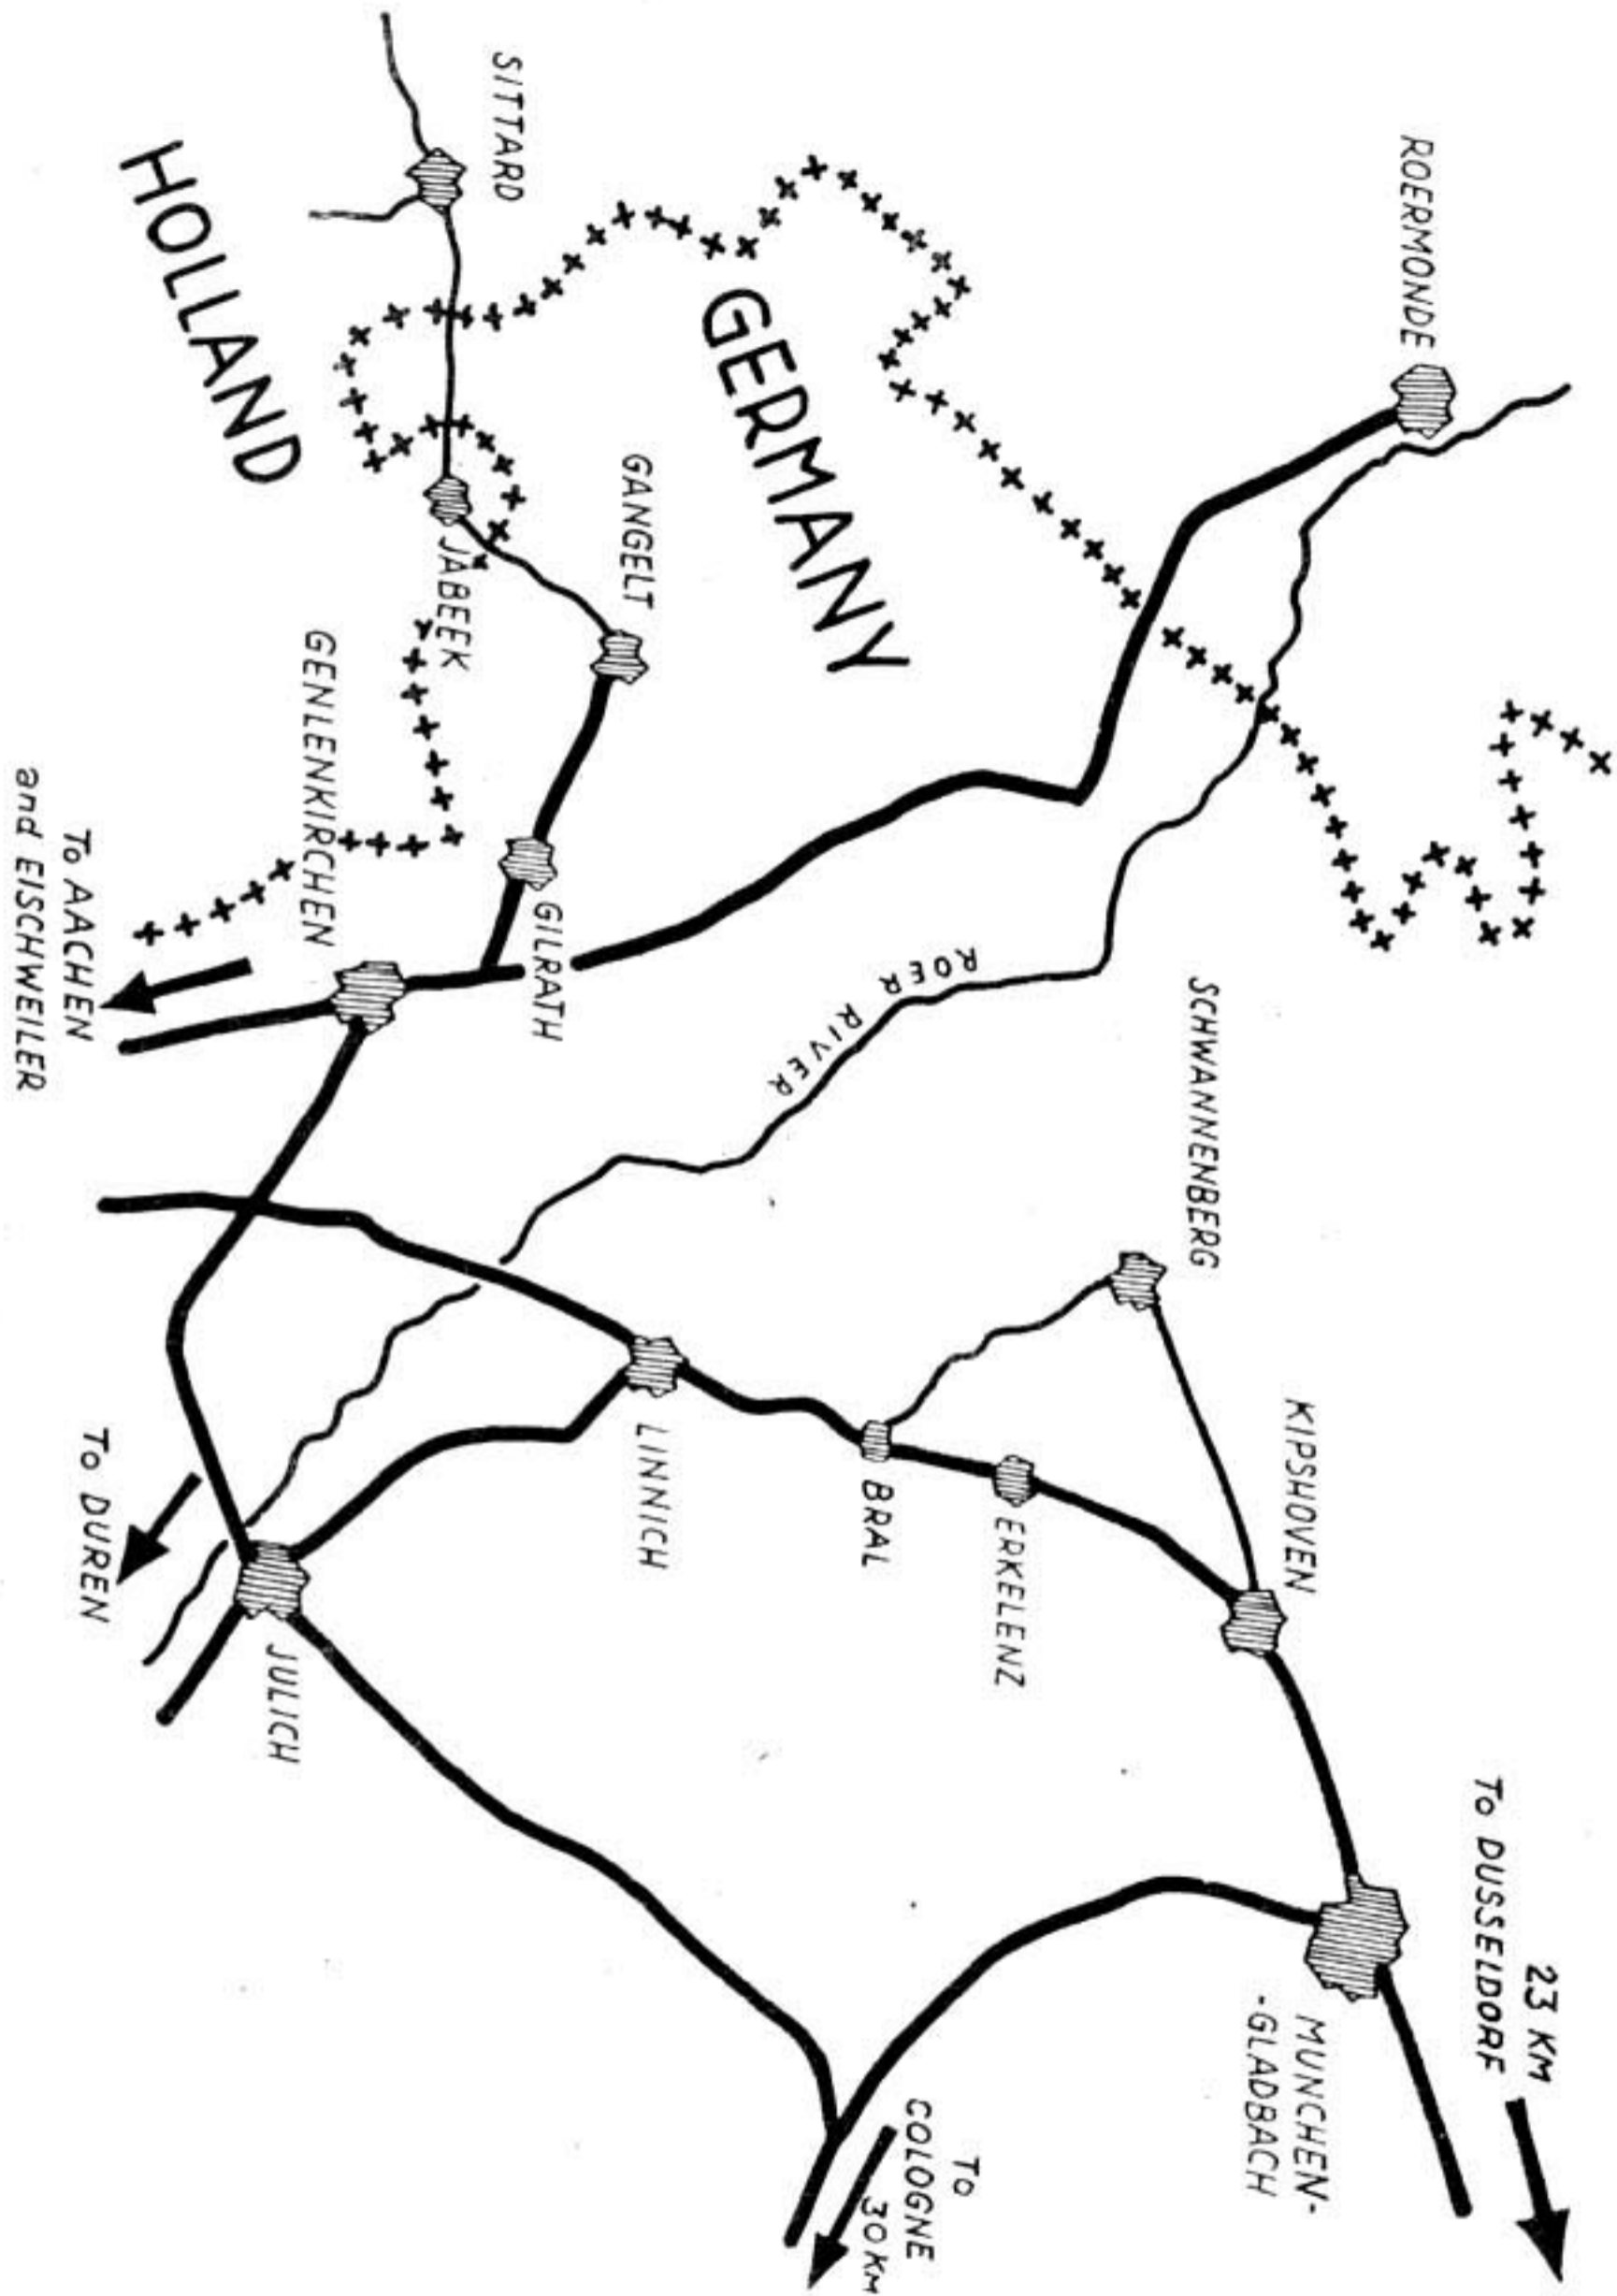 ROERMONDE
SITTARD
HOLLAND
GERMANY
GANGELT
JABEEK
GENLENKIRCHEN
GILRATH
To AACHEN
and EISCHWEILER
ROER RIVER
SCHWANNENBERG
KIPSHOVEN
ERKELENZ
BRAL
LINNICH
JULICH
To DUREN
23 KM
To DUSSELDORF
MUNCHEN-
-GLADBACH
To
COLOGNE
30 KM